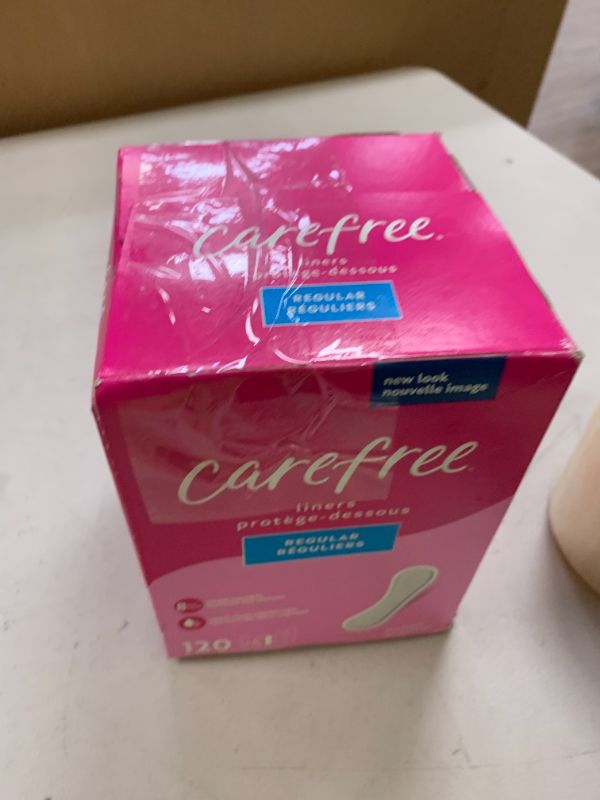 carefree
liners
protège-dessous
REGULAR
RÉGULIERS
new look
nouvelle image
carefree
liners
protège-dessous
REGULAR
RÉGULIERS
120